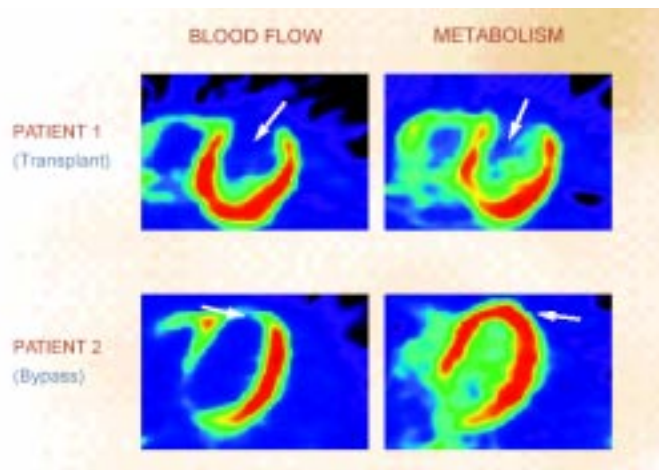 BLOOD FLOW METABOLISM
PATIENT 1
(Transplant)
PATIENT 2
(Bypass)